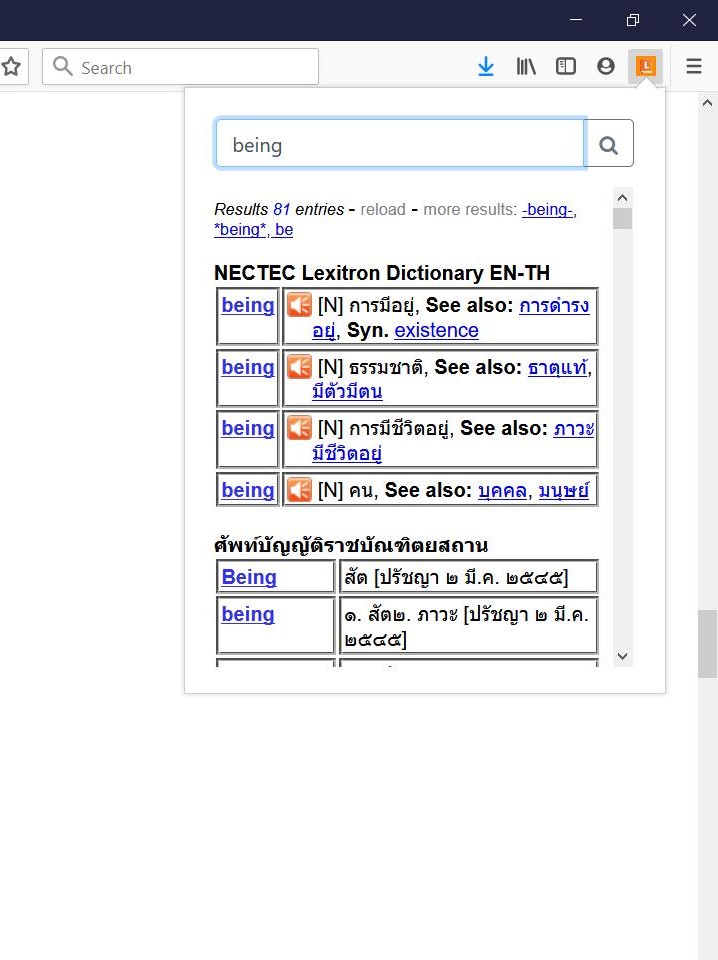 Search
being
Results 81 entries - reload - more results: -being-,
*being*, be
NECTEC Lexitron Dictionary EN-TH
being [N] การมีอยู่, See also: การดำรง
อยู่, Syn. existence
being [N] ธรรมชาติ, See also: ธาตุแท้,
มีตัวมีตน
being [N] การมีชีวิตอยู่, See also: ภาวะ
มีชีวิตอยู่
being [N] คน, See also: บุคคล, มนุษย์
ศัพท์บัญญัติราชบัณฑิตยสถาน
Being สัต [ปรัชญา ๒ มี.ค. ๒๕๔๕]
being ๑. สัต๒. ภาวะ [ปรัชญา ๒ มี.ค.
๒๕๔๕]